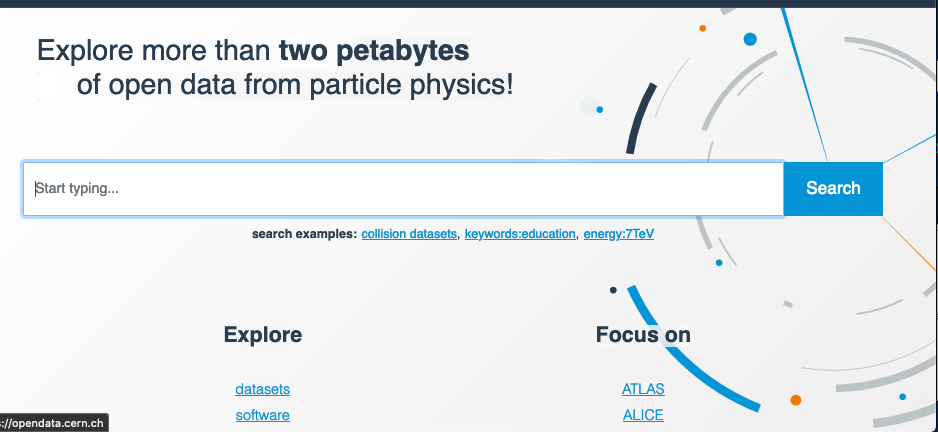 Explore more than two petabytes
of open data from particle physics!
Start typing...
Search
search examples: collision datasets, keywords:education, energy:7TeV
Explore
Focus on
datasets
ATLAS
software
ALICE
://opendata.cern.ch